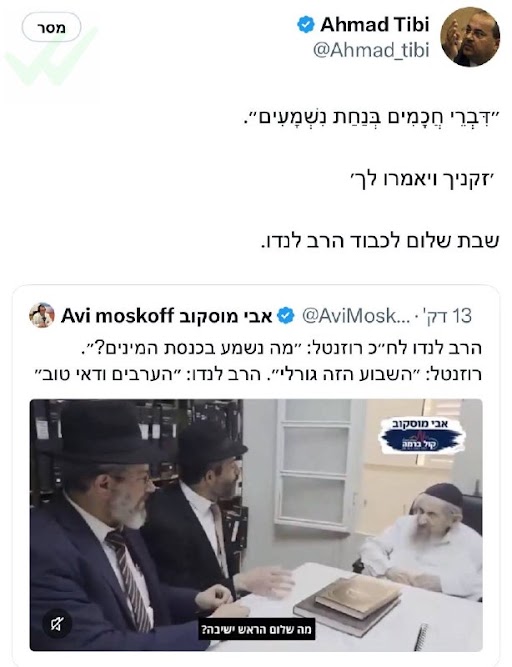 Ahmad Tibi
@Ahmad_tibi
מסר
״דִּבְרֵי חֲכָמִים בְּנַחַת נִשְׁמָעִים״.
׳זקניך ויאמרו לך׳
שבת שלום לכבוד הרב לנדו.
אבי מוסקוב Avi moskoff @AviMosk... · 13 דק'
הרב לנדו לח״כ רוזנטל: ״מה נשמע בכנסת המינים?״.
רוזנטל: ״השבוע הזה גורלי״. הרב לנדו: ״הערבים ודאי טוב״
אבי מוסקוב
קול ברמה
מה שלום הראש ישיבה?